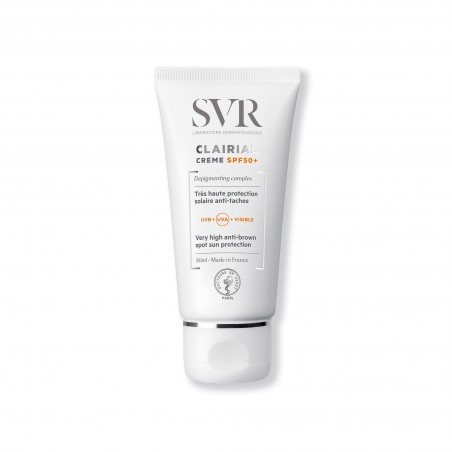 SVR
LABORATOIRE DERMATOLOGIQUE
CLAIRIAL
CREME SPF50+
Depigmenting complex
Très haute protection
solaire anti-taches
UVB + UVA + VISIBLE
Very high anti-brown
spot sun protection
50ml - Made in France
PARIS